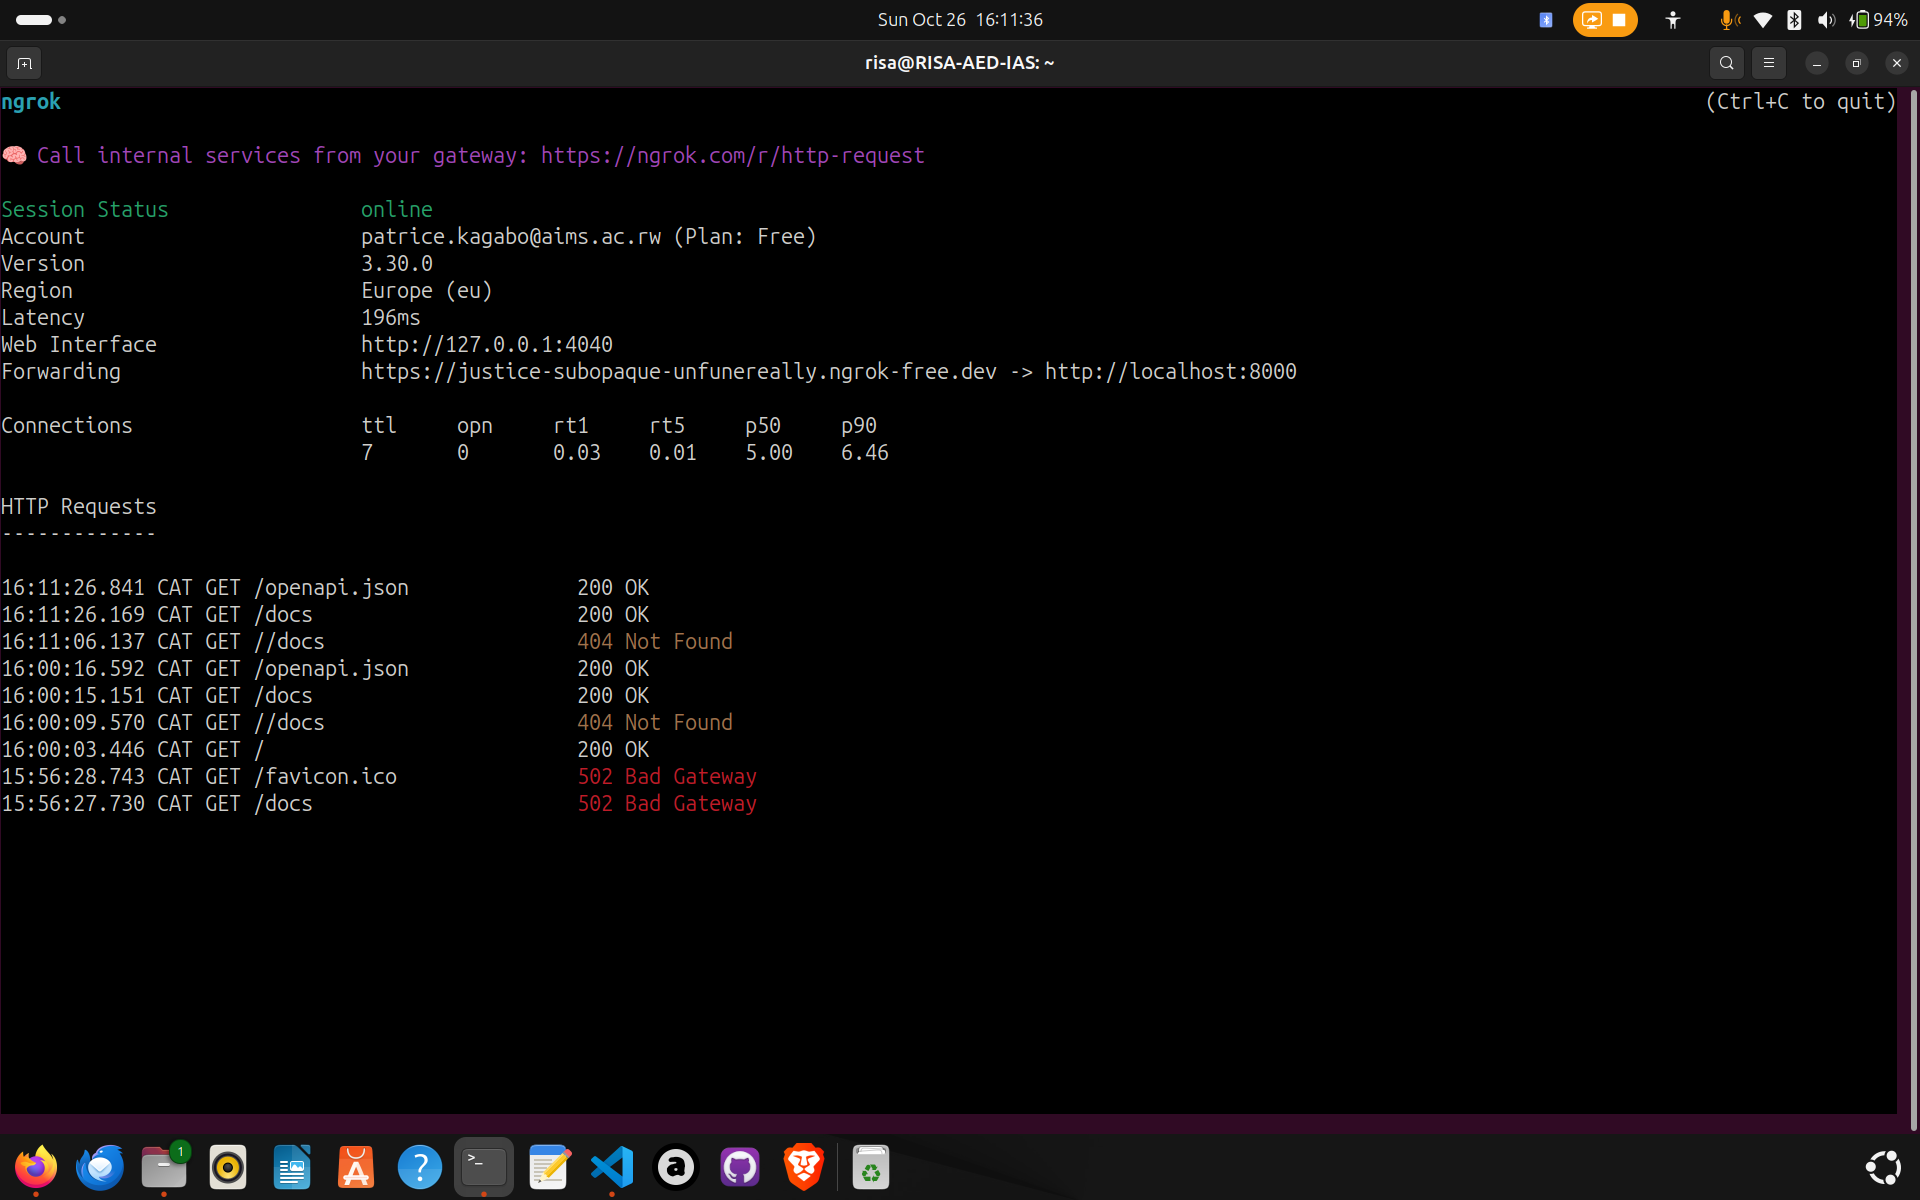 Sun Oct 26 16:11:36
94%
risa@RISA-AED-IAS: ~
ngrok (Ctrl+C to quit)
Call internal services from your gateway: https://ngrok.com/r/http-request
Session Status online
Account patrice.kagabo@aims.ac.rw (Plan: Free)
Version 3.30.0
Region Europe (eu)
Latency 196ms
Web Interface http://127.0.0.1:4040
Forwarding https://justice-subopaque-unfunereally.ngrok-free.dev -> http://localhost:8000
Connections ttl opn rt1 rt5 p50 p90
7 0 0.03 0.01 5.00 6.46
HTTP Requests
-------------
16:11:26.841 CAT GET /openapi.json 200 OK
16:11:26.169 CAT GET /docs 200 OK
16:11:06.137 CAT GET //docs 404 Not Found
16:00:16.592 CAT GET /openapi.json 200 OK
16:00:15.151 CAT GET /docs 200 OK
16:00:09.570 CAT GET //docs 404 Not Found
16:00:03.446 CAT GET / 200 OK
15:56:28.743 CAT GET /favicon.ico 502 Bad Gateway
15:56:27.730 CAT GET /docs 502 Bad Gateway
1